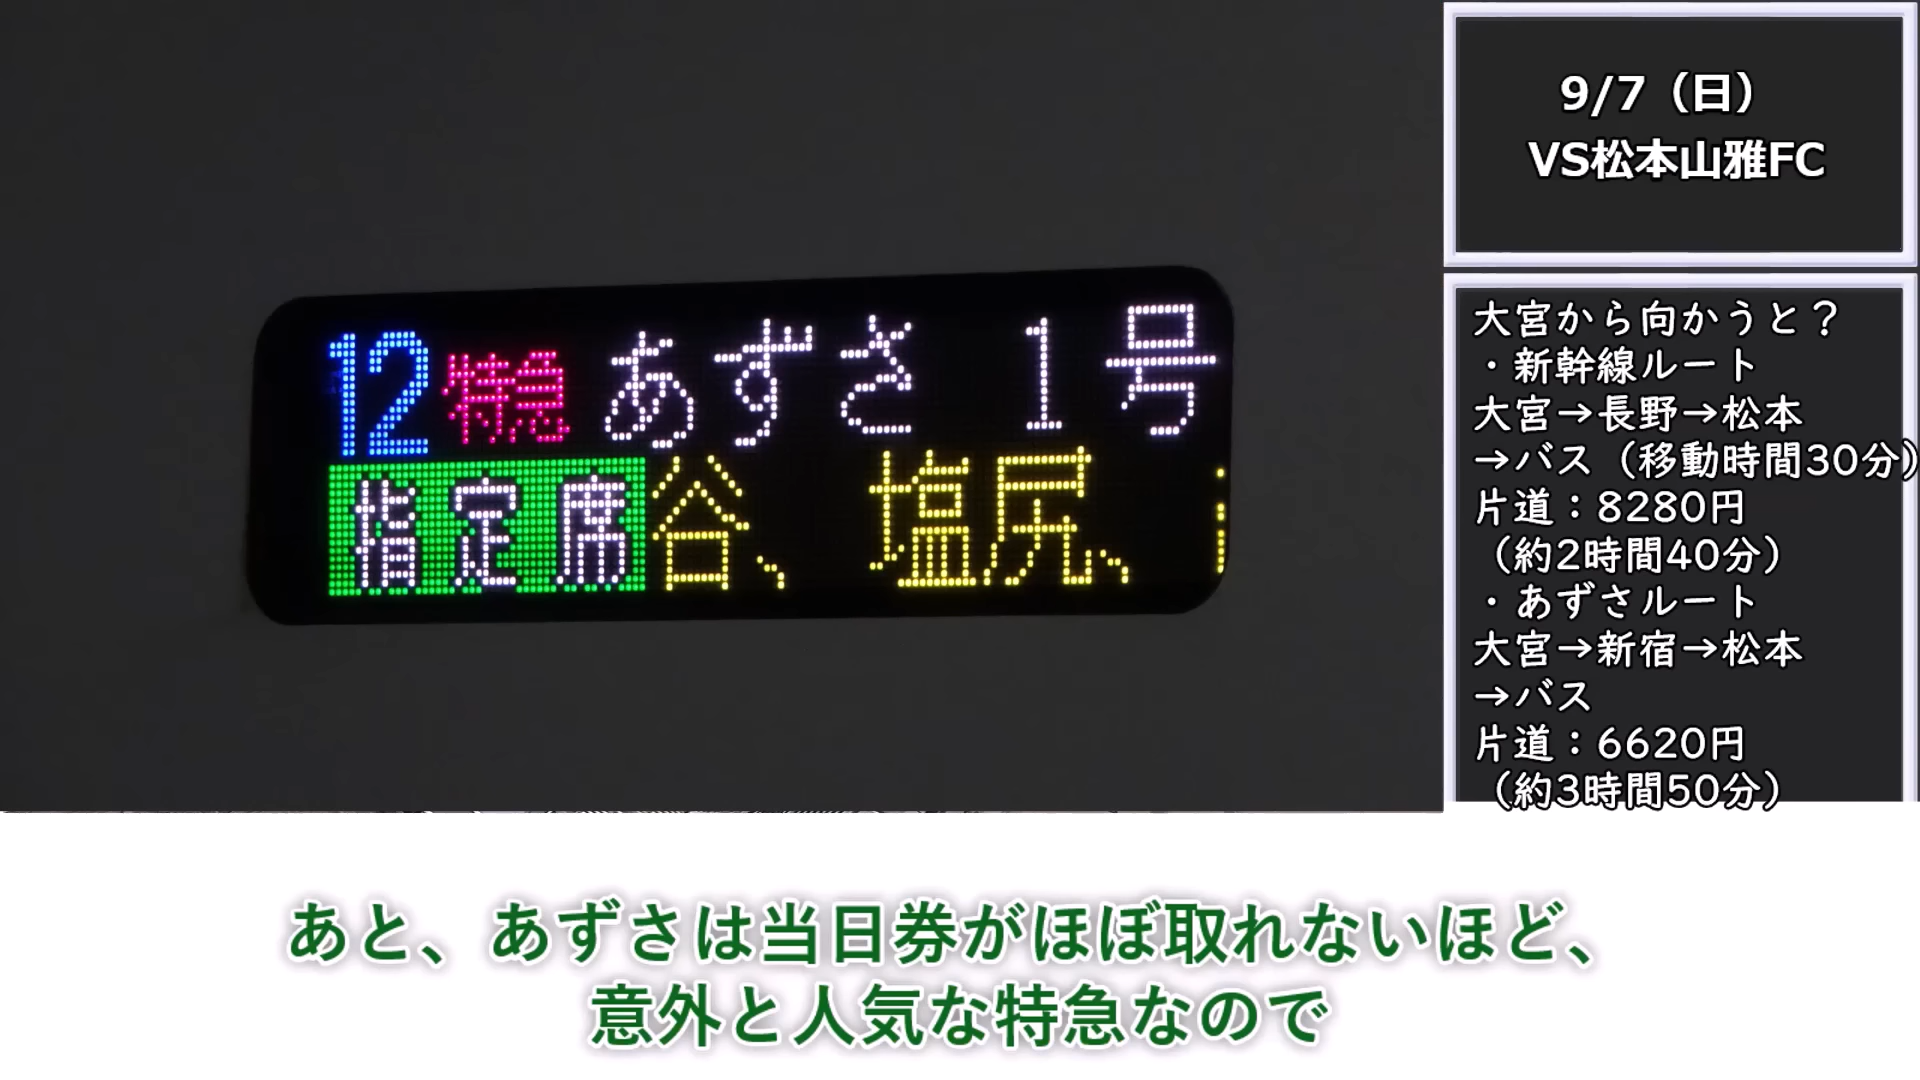 12 特急 あずさ 1号
指定席 谷、 塩尻、
9/7（日）
VS松本山雅FC
大宮から向かうと？
・新幹線ルート
大宮→長野→松本
→バス（移動時間30分）
片道：8280円
（約2時間40分）
・あずさルート
大宮→新宿→松本
→バス
片道：6620円
（約3時間50分）
あと、あずさは当日券がほぼ取れないほど、
意外と人気な特急なので